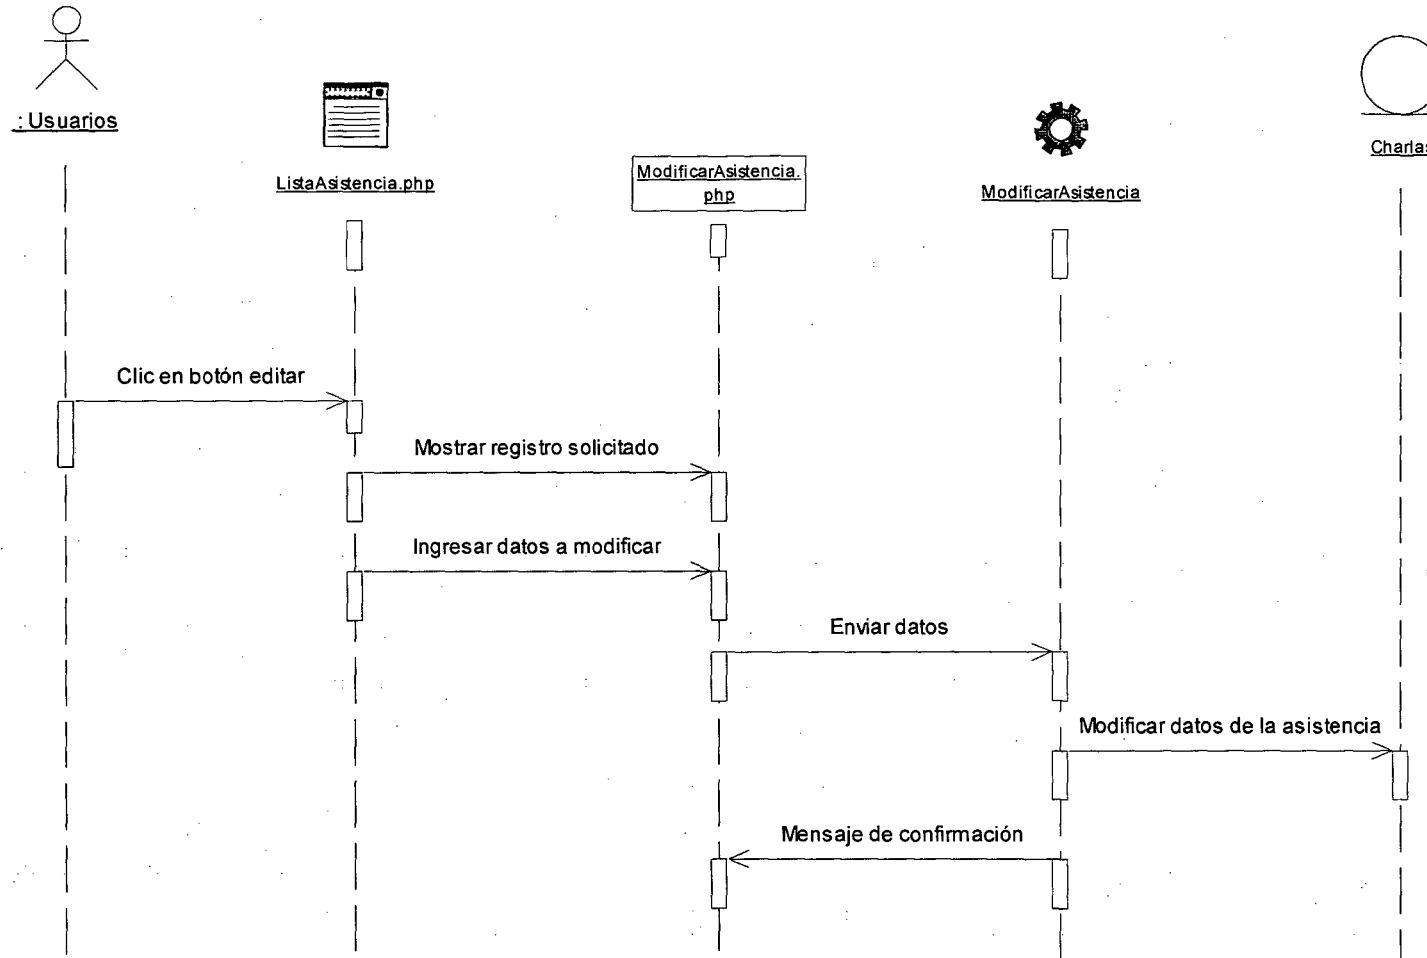 : Usuarios
ListaAsistencia.php
ModificarAsistencia.
php
ModificarAsistencia
Charlas
Clic en botón editar
Mostrar registro solicitado
Ingresar datos a modificar
Enviar datos
Modificar datos de la asistencia
Mensaje de confirmación